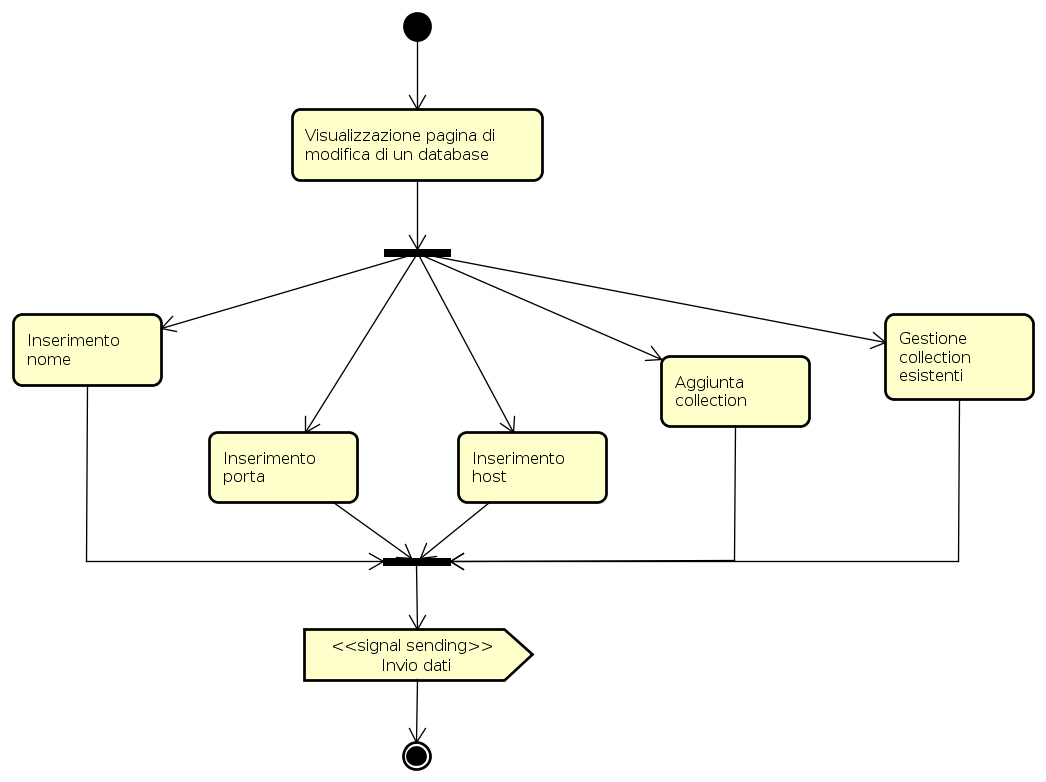 Visualizzazione pagina di
modifica di un database
Inserimento
nome
Gestione
collection
esistenti
Aggiunta
collection
Inserimento
porta
Inserimento
host
<<signal sending>>
Invio dati